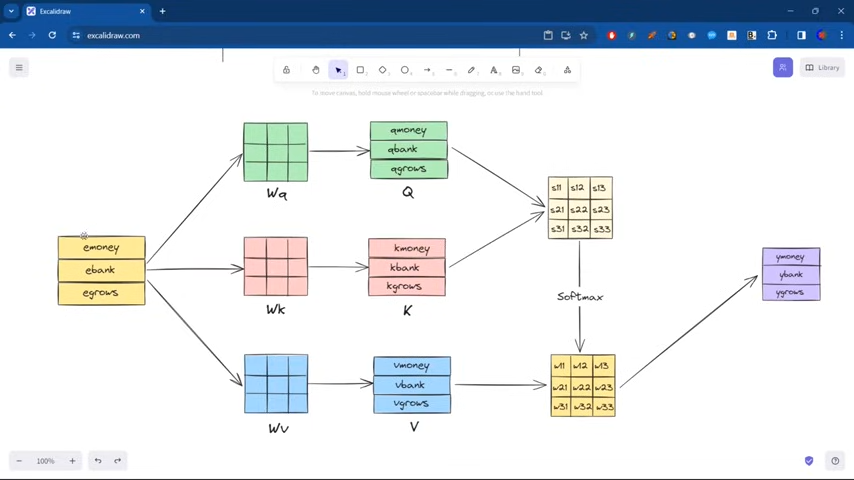 Excalidraw
excalidraw.com
Library
To move canvas, hold mouse wheel or spacebar while dragging, or use the hand tool
qmoney
qbank
qgrows
Wq
Q
s11 s12 s13
s21 s22 s23
s31 s32 s33
emoney
ebank
egrows
kmoney
kbank
kgrows
Wk
K
Softmax
ymoney
ybank
ygrows
vmoney
vbank
vgrows
Wv
V
w11 w12 w13
w21 w22 w23
w31 w32 w33
100%